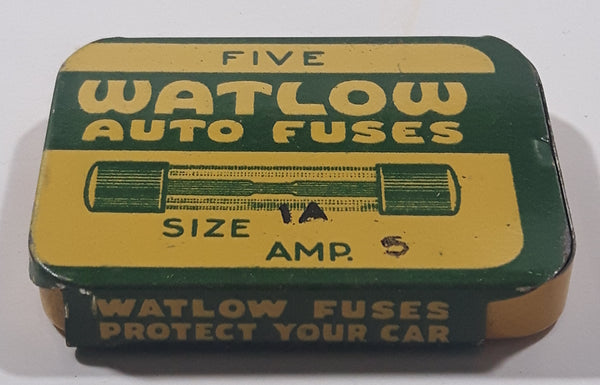 FIVE
WATLOW
AUTO FUSES
SIZE 1A
AMP. 5
WATLOW FUSES
PROTECT YOUR CAR